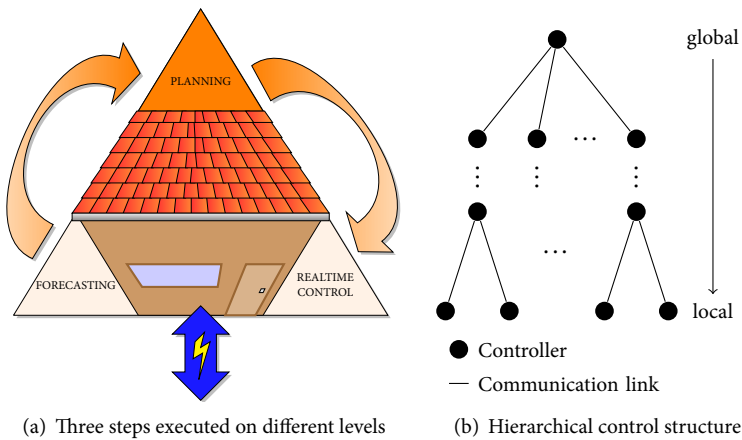 PLANNING
FORECASTING
REALTIME
CONTROL
(a) Three steps executed on different levels
global
local
Controller
Communication link
(b) Hierarchical control structure